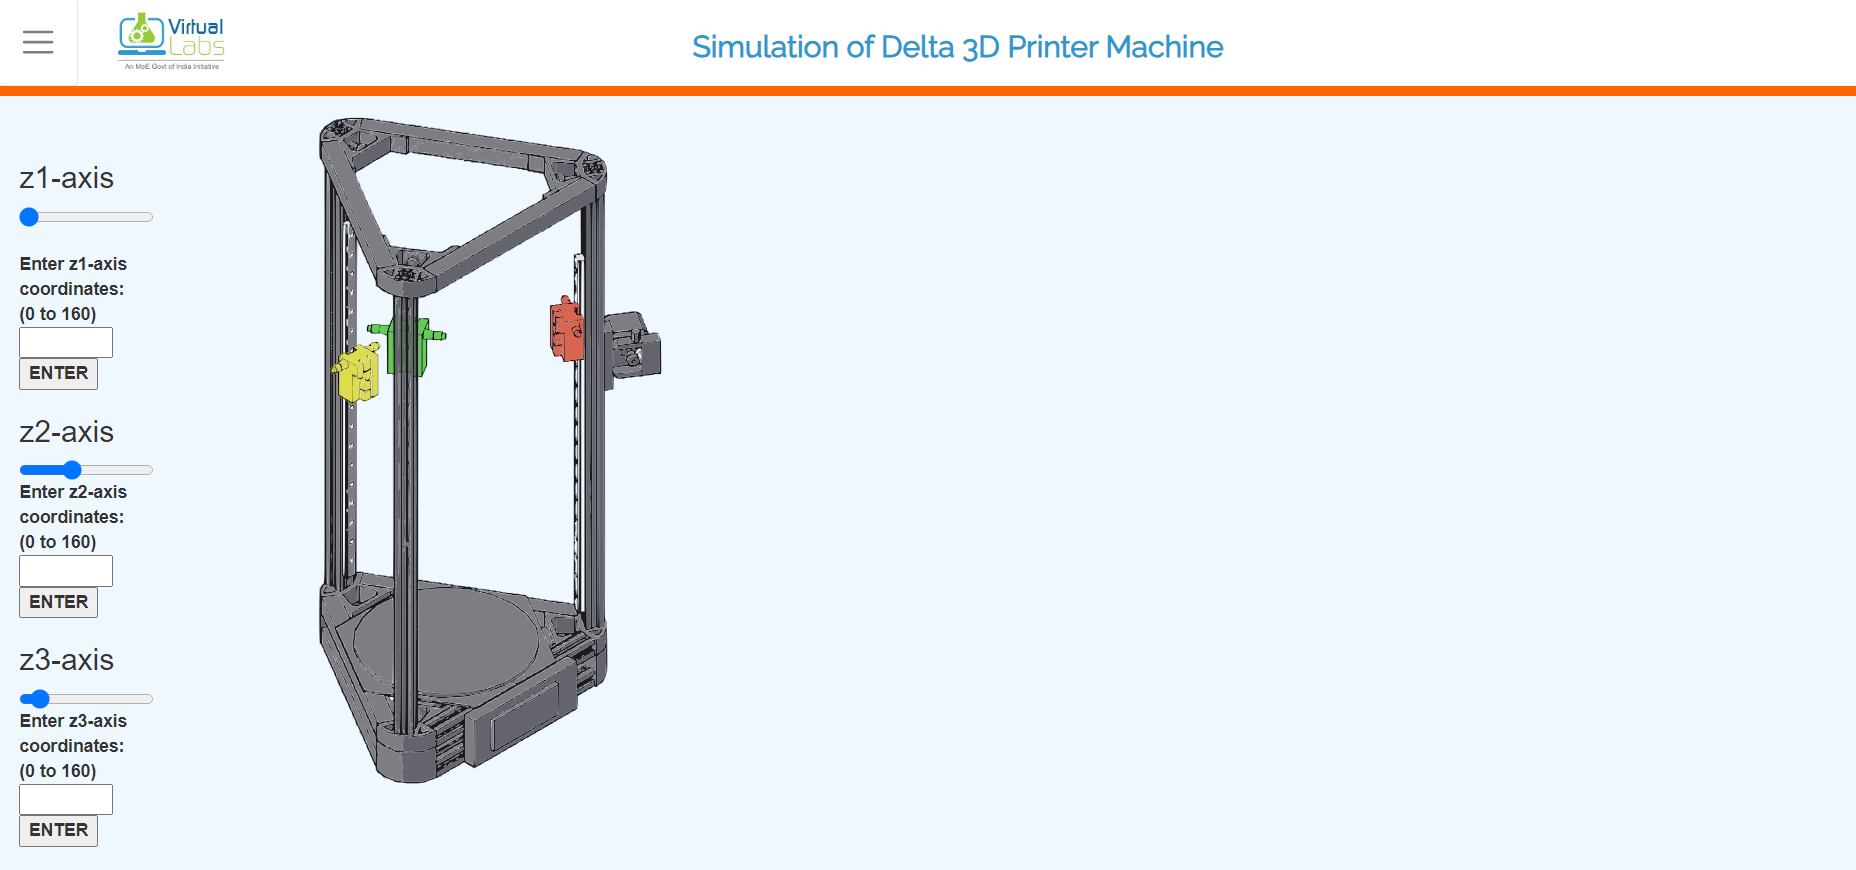 Virtual
Labs
An MoE Govt of India Initiative
Simulation of Delta 3D Printer Machine
z1-axis
Enter z1-axis
coordinates:
(0 to 160)
ENTER
z2-axis
Enter z2-axis
coordinates:
(0 to 160)
ENTER
z3-axis
Enter z3-axis
coordinates:
(0 to 160)
ENTER